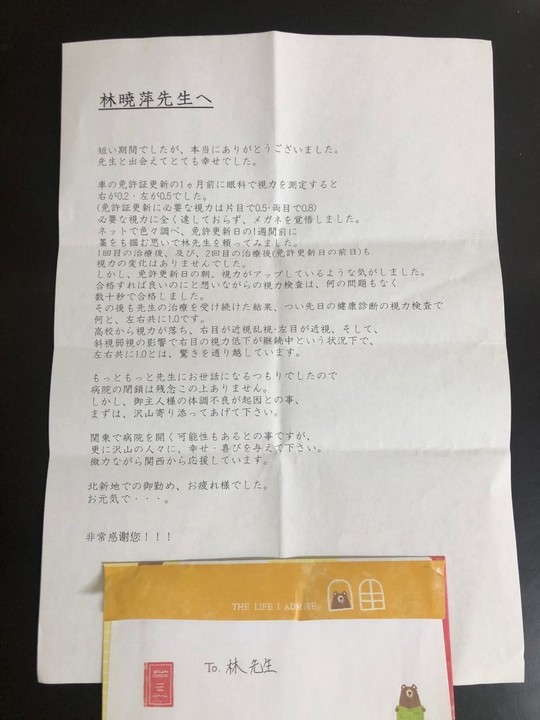 林暁萍先生へ
短い期間でしたが、本当にありがとうございました。
先生と出会えてとても幸せでした。
車の免許証更新の1ヵ月前に眼科で視力を測定すると
右が0.2・左が0.5でした。
(免許証更新に必要な視力は片目で0.5・両目で0.8)
必要な視力に全く達しておらず、メガネを覚悟しました。
ネットで色々調べ、免許更新日の1週間前に
藁をも掴む思いで林先生を頼ってみました。
1回目の治療後、及び、2回目の治療後(免許更新日の前日)も
視力の変化はありませんでした。
しかし、免許更新日の朝、視力がアップしているような気がしました。
合格すれば良いのにと想いながらの視力検査は、何の問題もなく
数十秒で合格しました。
その後も先生の治療を受け続けた結果、つい先日の健康診断の視力検査で
何と、左右共に1.0です。
高校から視力が落ち、右目が近視乱視・左目が近視、そして、
斜視弱視の影響で右目の視力低下が継続中という状況下で、
左右共に1.0とは、驚きを通り越しています。
もっともっと先生にお世話になるつもりでしたので
病院の閉鎖は残念この上ありません。
しかし、御主人様の体調不良が起因との事、
まずは、沢山寄り添ってあげて下さい。
関東で病院を開く可能性もあるとの事ですが、
更に沢山の人々に、幸せ・喜びを与えて下さい。
微力ながら関西から応援しています。
北新地での御勤め、お疲れ様でした。
お元気で・・・。
非常感谢您！！！
THE LIFE I ADMIRE
To. 林 先生